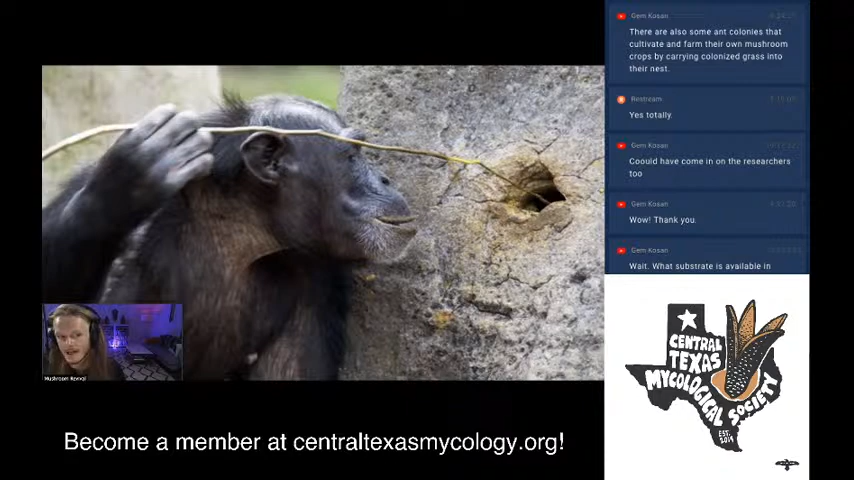 Gem Kosan
There are also some ant colonies that
cultivate and farm their own mushroom
crops by carrying colonized grass into
their nest.
Restream
Yes totally.
Gem Kosan
Coould have come in on the researchers
too
Gem Kosan
Wow! Thank you.
Gem Kosan
Wait. What substrate is available in
CENTRAL
TEXAS
MYCOLOGICAL
SOCIETY
EST.
2019
Become a member at centraltexasmycology.org!